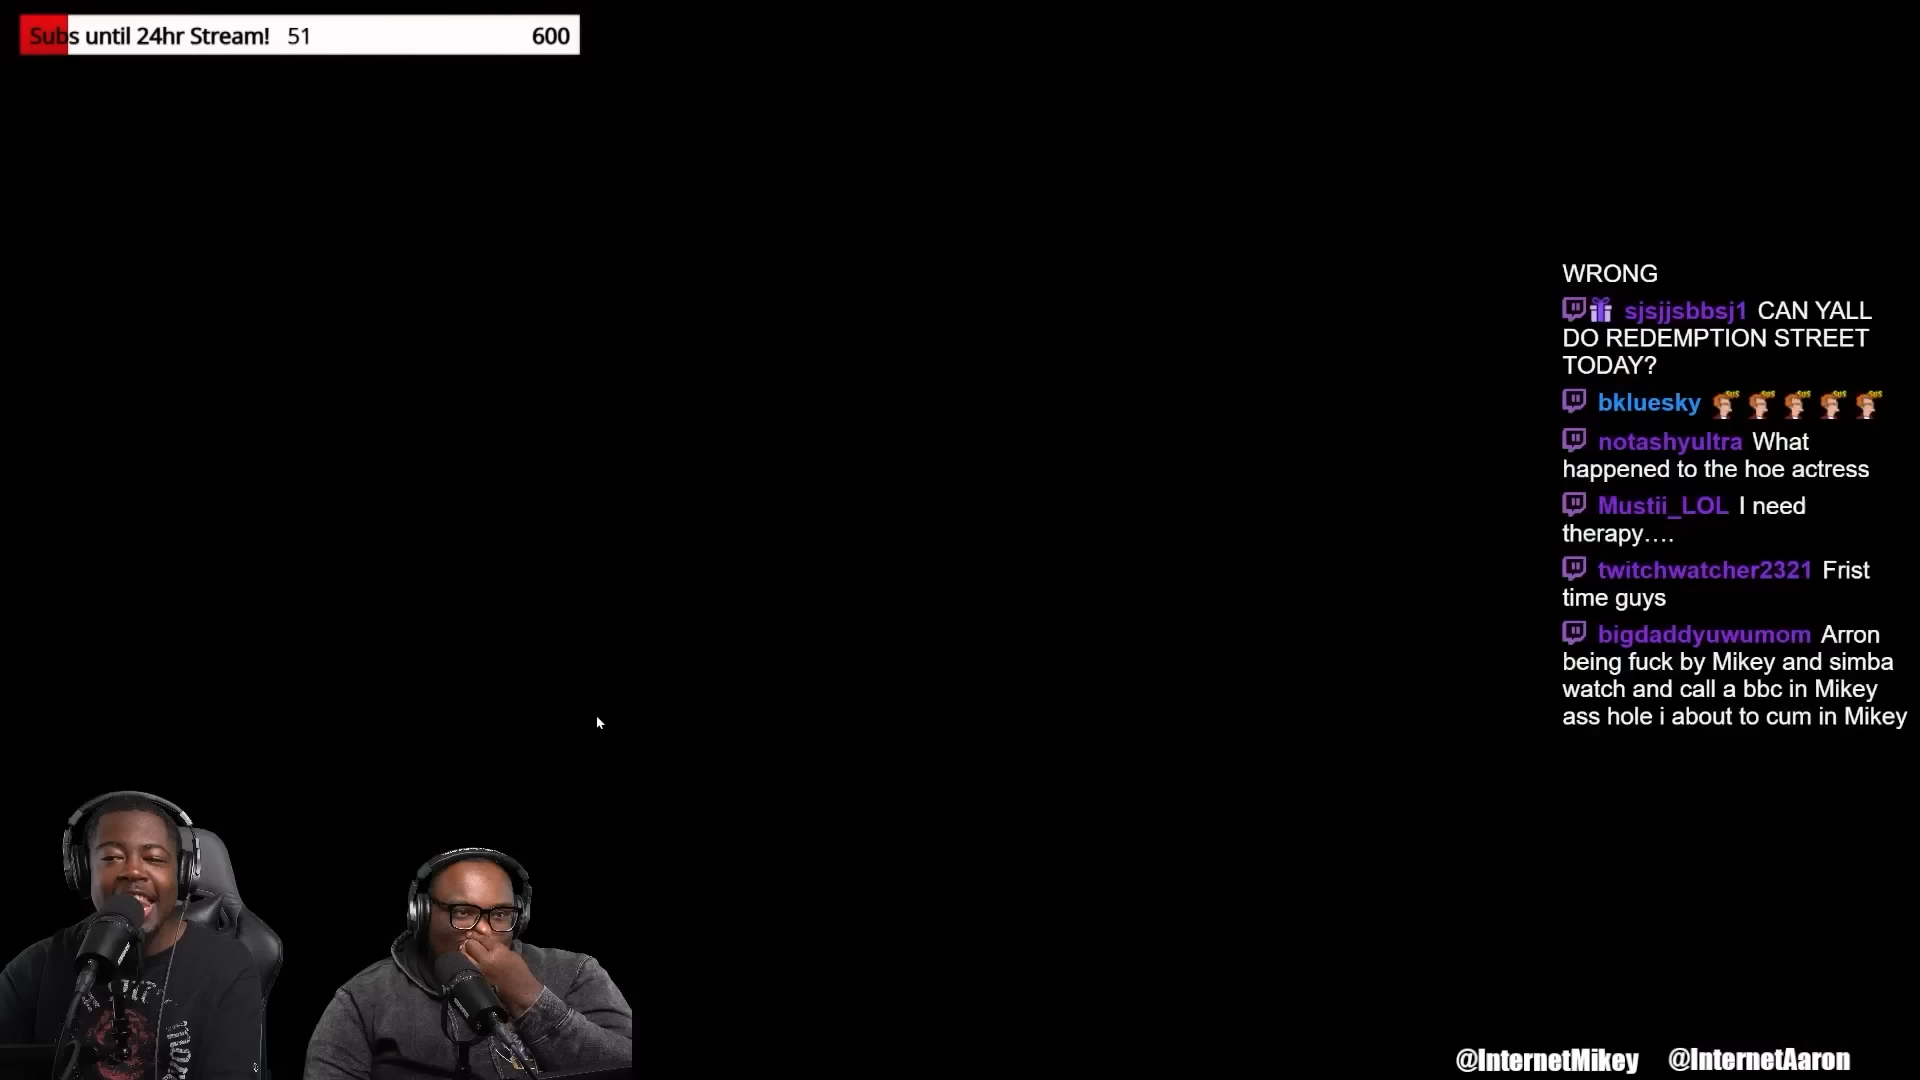 Subs until 24hr Stream! 51 600
WRONG
sjsjjsbbsj1 CAN YALL
DO REDEMPTION STREET
TODAY?
bkluesky
notashyultra What
happened to the hoe actress
Mustii_LOL I need
therapy....
twitchwatcher2321 Frist
time guys
bigdaddyuwumom Arron
being fuck by Mikey and simba
watch and call a bbc in Mikey
ass hole i about to cum in Mikey
@InternetMikey @InternetAaron